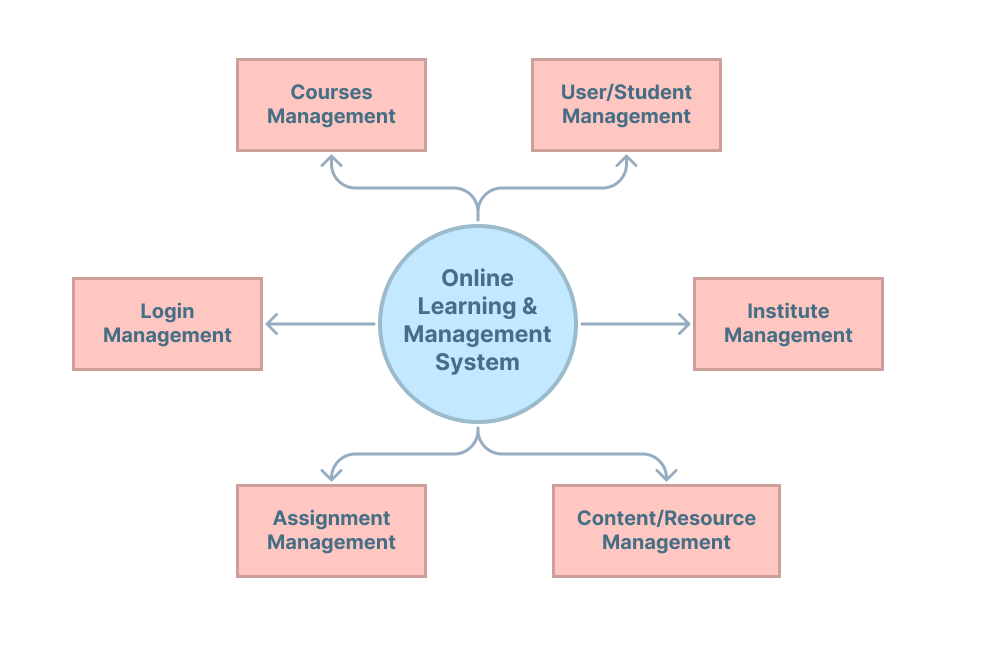 Courses
Management
User/Student
Management
Online
Learning &
Management
System
Login
Management
Institute
Management
Assignment
Management
Content/Resource
Management